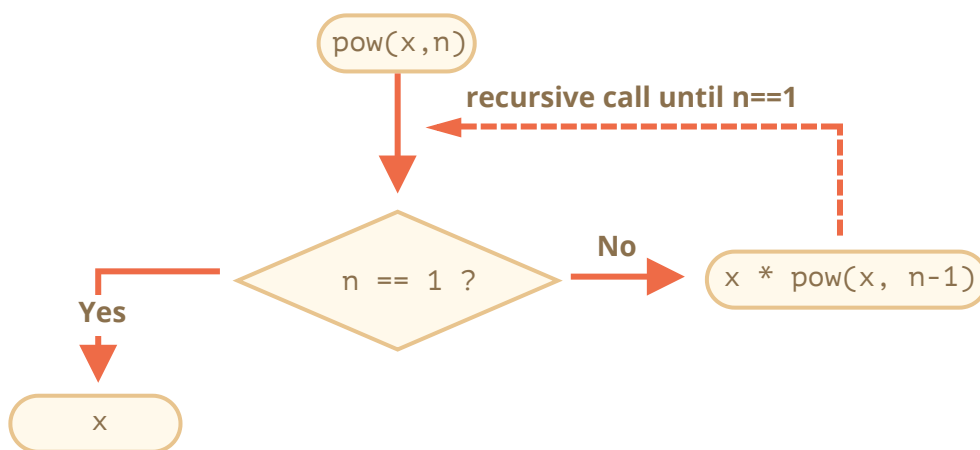 pow(x,n)
recursive call until n==1
n == 1 ?
No
x * pow(x, n-1)
Yes
x